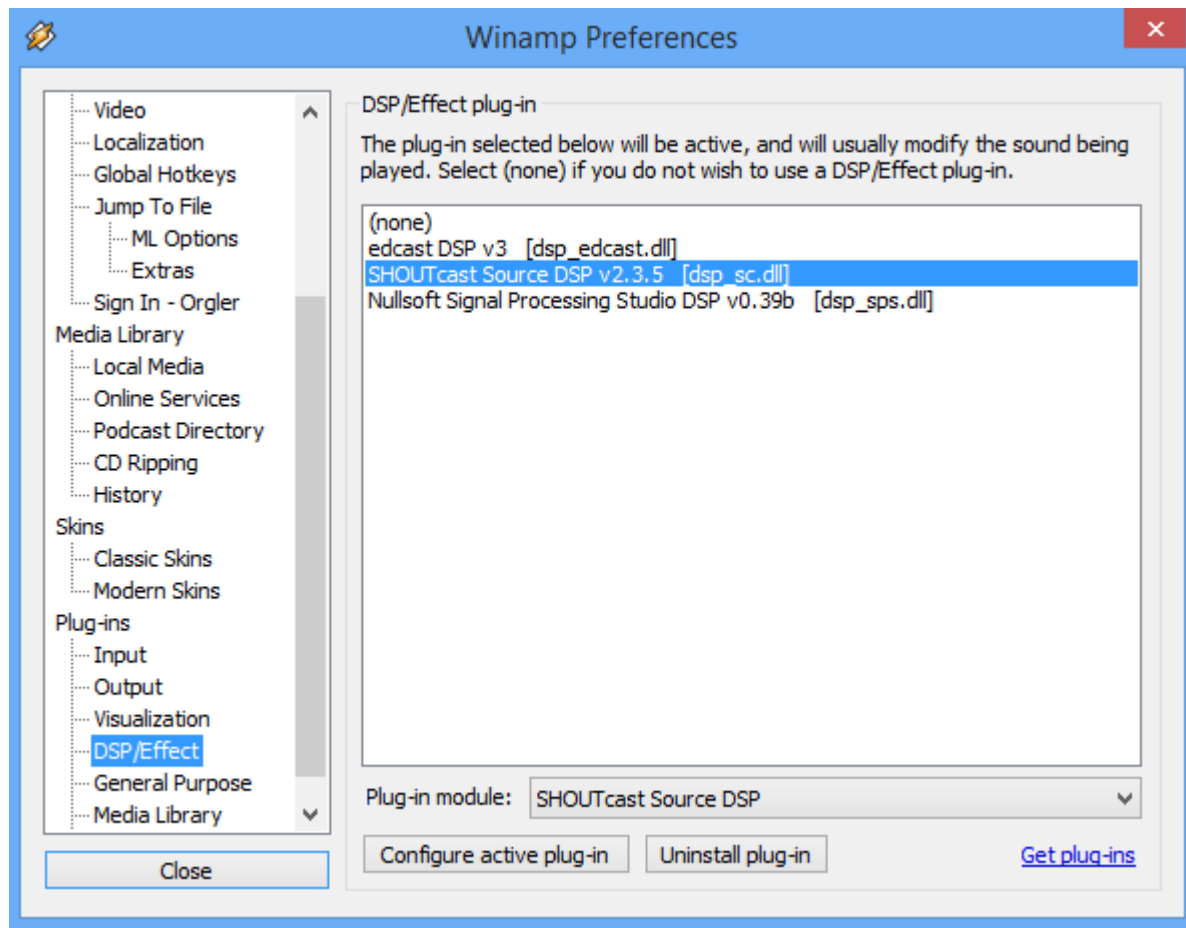 Winamp Preferences
Video
Localization
Global Hotkeys
Jump To File
ML Options
Extras
Sign In - Orgler
Media Library
Local Media
Online Services
Podcast Directory
CD Ripping
History
Skins
Classic Skins
Modern Skins
Plug-ins
Input
Output
Visualization
DSP/Effect
General Purpose
Media Library
Close
DSP/Effect plug-in
The plug-in selected below will be active, and will usually modify the sound being
played. Select (none) if you do not wish to use a DSP/Effect plug-in.
(none)
edcast DSP v3 [dsp_edcast.dll]
SHOUTcast Source DSP v2.3.5 [dsp_sc.dll]
Nullsoft Signal Processing Studio DSP v0.39b [dsp_sps.dll]
Plug-in module: SHOUTcast Source DSP
Configure active plug-in Uninstall plug-in Get plug-ins